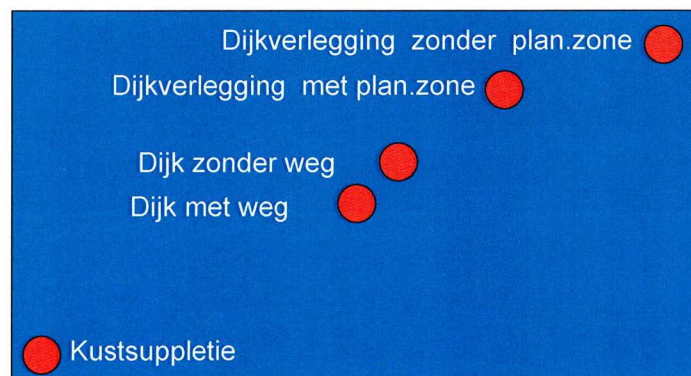 Dijkverlegging zonder plan.zone
Dijkverlegging met plan.zone
Dijk zonder weg
Dijk met weg
Kustsuppletie